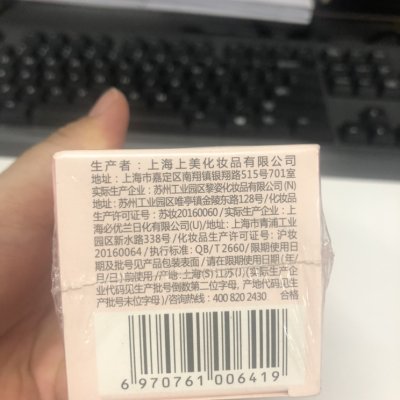 生产者：上海上美化妆品有限公司
地址：上海市嘉定区南翔镇银翔路515号701室
实际生产企业：苏州工业园区黎姿化妆品有限公司(N)
地址：苏州工业园区唯亭镇金陵东路128号/化妆品
生产许可证号：苏妆20160060/实际生产企业：上
海必优兰日化有限公司(U)/地址：上海市青浦工业
园区新水路338号/化妆品生产许可证号：沪妆
20160064/执行标准：QB/T 2660/限期使用日
期及批号见产品包装表面/请在限期使用日期(年/
月/日)前使用/产地：上海(S)江苏(J)(实际生产企
业代码见生产批号倒数第二位字母，产地代码见生
产批号末位字母)/咨询热线：400 820 2430 合格
6 970761 006419